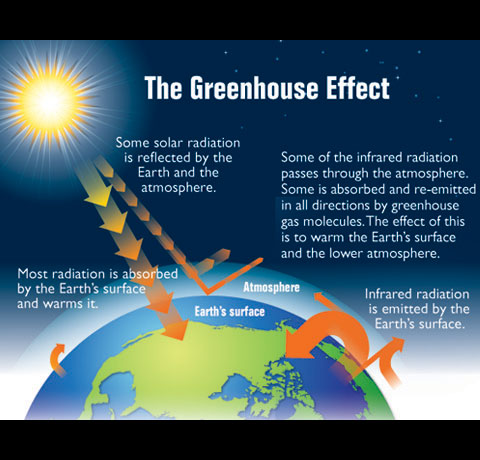 The Greenhouse Effect
Some solar radiation
is reflected by the
Earth and the
atmosphere.
Some of the infrared radiation
passes through the atmosphere.
Some is absorbed and re-emitted
in all directions by greenhouse
gas molecules. The effect of this
is to warm the Earth's surface
and the lower atmosphere.
Most radiation is absorbed
by the Earth's surface
and warms it.
Atmosphere
Earth's surface
Infrared radiation
is emitted by the
Earth's surface.